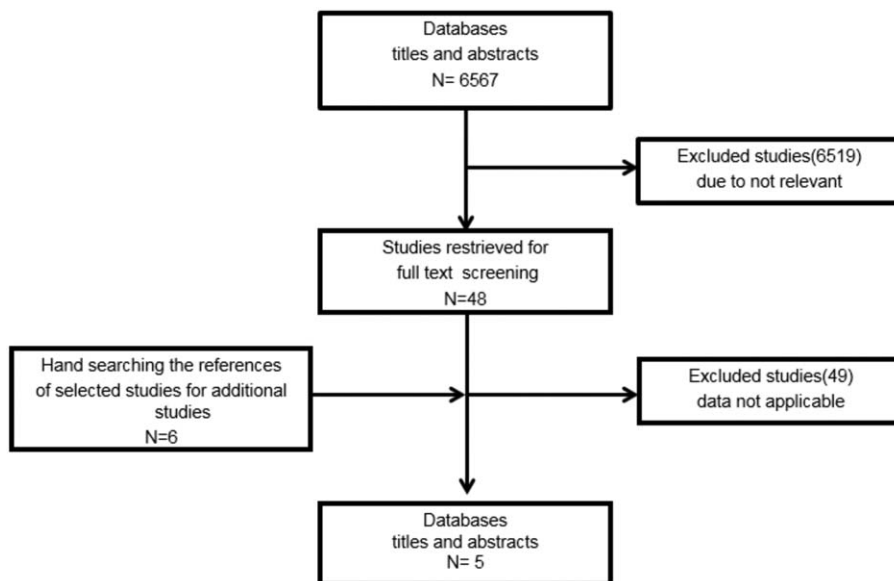 Databases
titles and abstracts
N= 6567
Excluded studies(6519)
due to not relevant
Studies restrieved for
full text  screening
N=48
Hand searching the references
of selected studies for additional
studies
N=6
Excluded studies(49)
data not applicable
Databases
titles and abstracts
N= 5